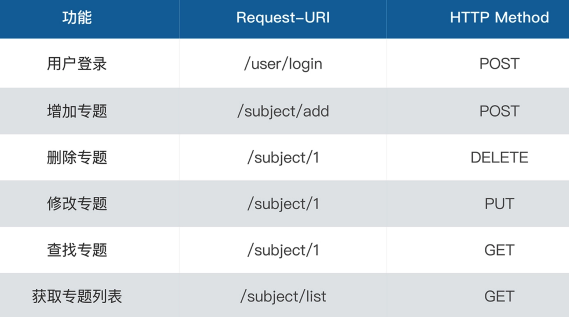 功能 Request-URI HTTP Method
用户登录 /user/login POST
增加专题 /subject/add POST
删除专题 /subject/1 DELETE
修改专题 /subject/1 PUT
查找专题 /subject/1 GET
获取专题列表 /subject/list GET